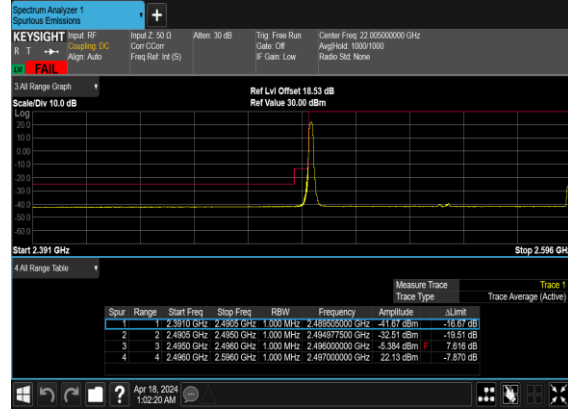 Spectrum Analyzer 1
Spurious Emissions
KEYSIGHT Input: RF Input Z: 50 Ω Atten: 30 dB Trig: Free Run Center Freq: 22.005000000 GHz
R T Coupling: DC Corr CCorr Gate: Off Avg|Hold: 1000/1000
Align: Auto Freq Ref: Int (S) IF Gain: Low Radio Std: None
LM FAIL
3 All Range Graph
Ref Lvl Offset 18.53 dB
Scale/Div 10.0 dB Ref Value 30.00 dBm
Log
20.0
10.0
0.00
-10.0
-20.0
-30.0
-40.0
-50.0
-60.0
Start 2.391 GHz Stop 2.596 GH
4 All Range Table
Measure Trace Trace 1
Trace Type Trace Average (Active)
Spur Range Start Freq Stop Freq RBW Frequency Amplitude ΔLimit
1 1 2.3910 GHz 2.4905 GHz 1.000 MHz 2.489505000 GHz -41.67 dBm -16.67 dB
2 2 2.4905 GHz 2.4950 GHz 1.000 MHz 2.494977500 GHz -32.51 dBm -19.51 dB
3 3 2.4950 GHz 2.4960 GHz 1.000 MHz 2.496000000 GHz -5.384 dBm F 7.616 dB
4 4 2.4960 GHz 2.5960 GHz 1.000 MHz 2.497000000 GHz 22.13 dBm -7.870 dB
? Apr 18, 2024
1:02:20 AM